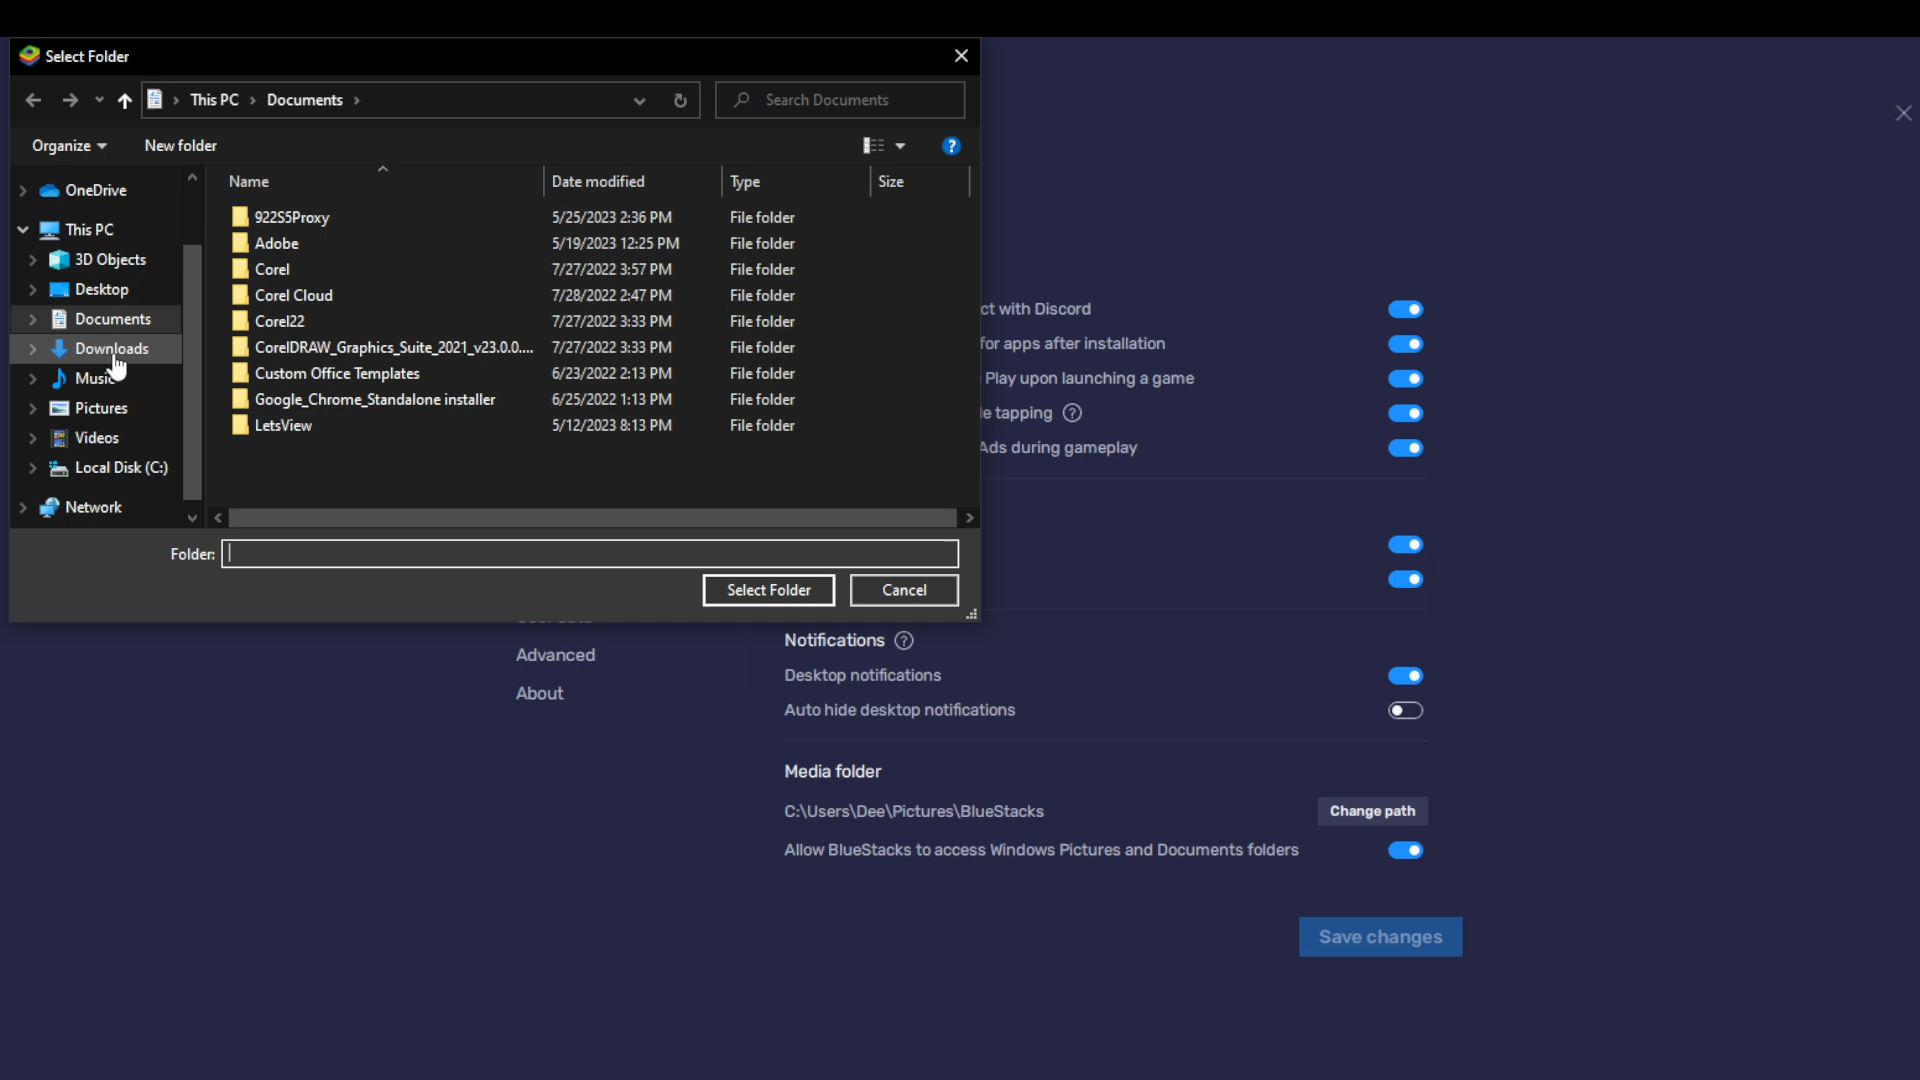 Select Folder
This PC > Documents >
Search Documents
Organize
New folder
?
Name
Date modified
Type
Size
OneDrive
This PC
3D Objects
Desktop
Documents
Downloads
Music
Pictures
Videos
Local Disk (C:)
Network
922S5Proxy 5/25/2023 2:36 PM File folder
Adobe 5/19/2023 12:25 PM File folder
Corel 7/27/2022 3:57 PM File folder
Corel Cloud 7/28/2022 2:47 PM File folder
Corel22 7/27/2022 3:33 PM File folder
CorelDRAW_Graphics_Suite_2021_v23.0.0.... 7/27/2022 3:33 PM File folder
Custom Office Templates 6/23/2022 2:13 PM File folder
Google_Chrome_Standalone installer 6/25/2022 1:13 PM File folder
LetsView 5/12/2023 8:13 PM File folder
Folder:
Select Folder
Cancel
ct with Discord
for apps after installation
Play upon launching a game
le tapping ?
Ads during gameplay
Advanced
About
Notifications ?
Desktop notifications
Auto hide desktop notifications
Media folder
C:\Users\Dee\Pictures\BlueStacks
Change path
Allow BlueStacks to access Windows Pictures and Documents folders
Save changes